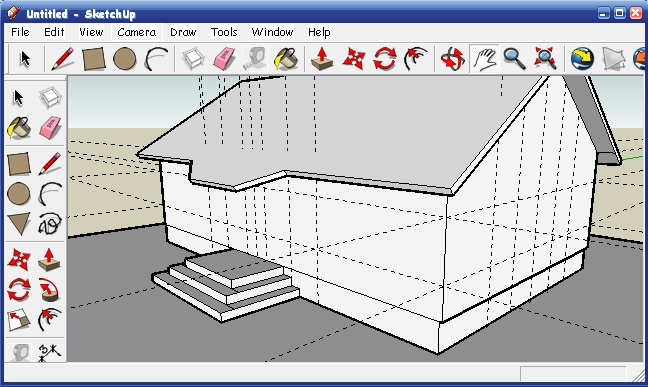 Untitled - SketchUp
File Edit View Camera Draw Tools Window Help